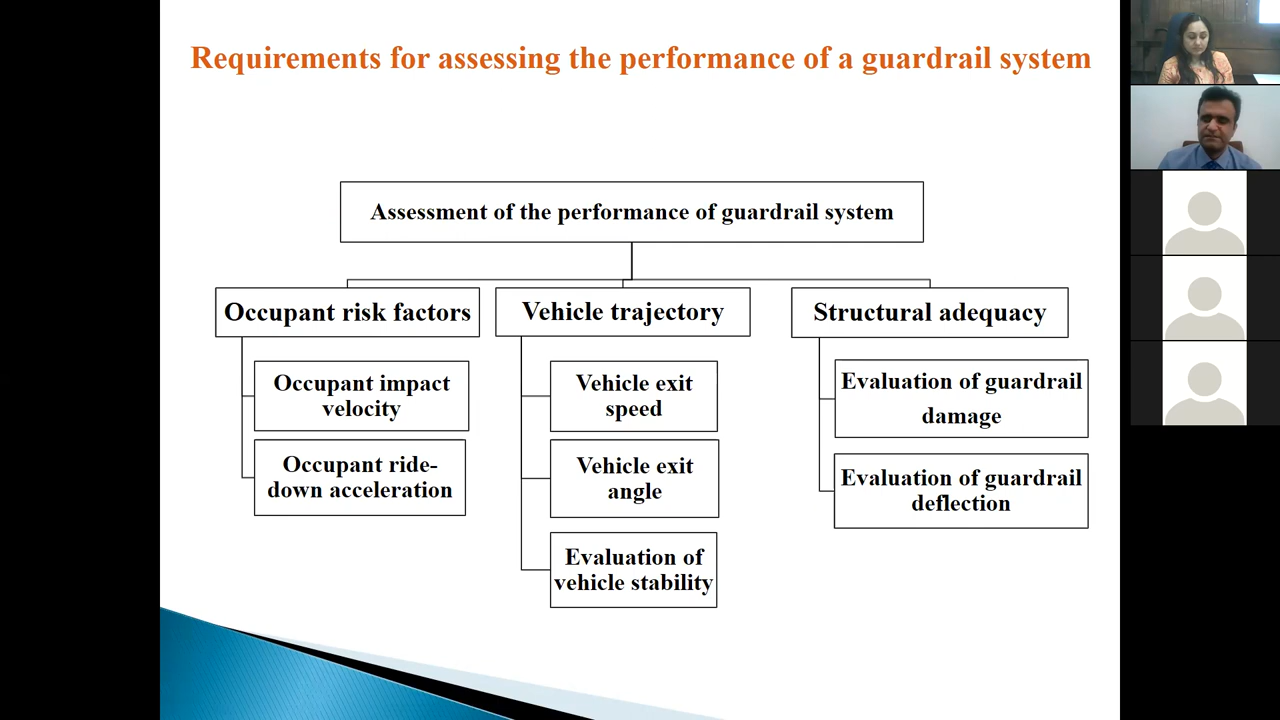 Requirements for assessing the performance of a guardrail system
Assessment of the performance of guardrail system
Occupant risk factors
Occupant impact
velocity
Occupant ride-
down acceleration
Vehicle trajectory
Vehicle exit
speed
Vehicle exit
angle
Evaluation of
vehicle stability
Structural adequacy
Evaluation of guardrail
damage
Evaluation of guardrail
deflection